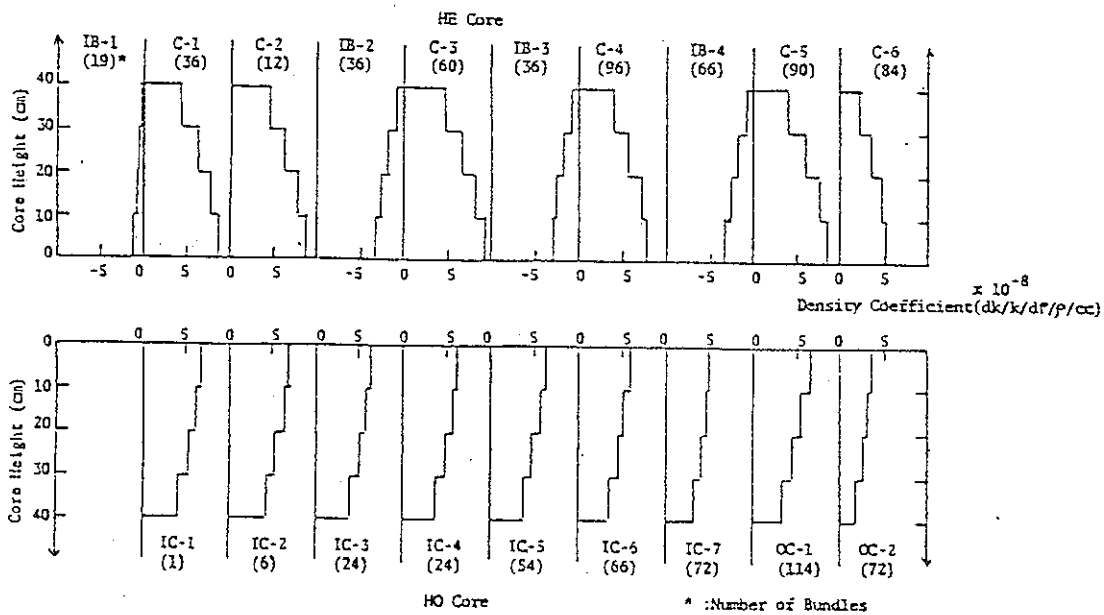 HE Core
IB-1 C-1 C-2 IB-2 C-3 IB-3 C-4 IB-4 C-5 C-6
(19)* (36) (12) (36) (60) (36) (96) (66) (90) (84)
Core Height (cm)
40
30
20
10
0
-5 0 5 5 -5 0 5 -5 0 5 -5 0 5 5
x 10⁻⁸
Density Coefficient(dk/k/dρ/ρ/cc)
0 5 0 5 0 5 0 5 0 5 0 5 0 5 0 5 0 5
Core Height (cm)
0
10
20
30
40
IC-1 IC-2 IC-3 IC-4 IC-5 IC-6 IC-7 OC-1 OC-2
(1) (6) (24) (24) (54) (66) (72) (114) (72)
HO Core
* :Number of Bundles